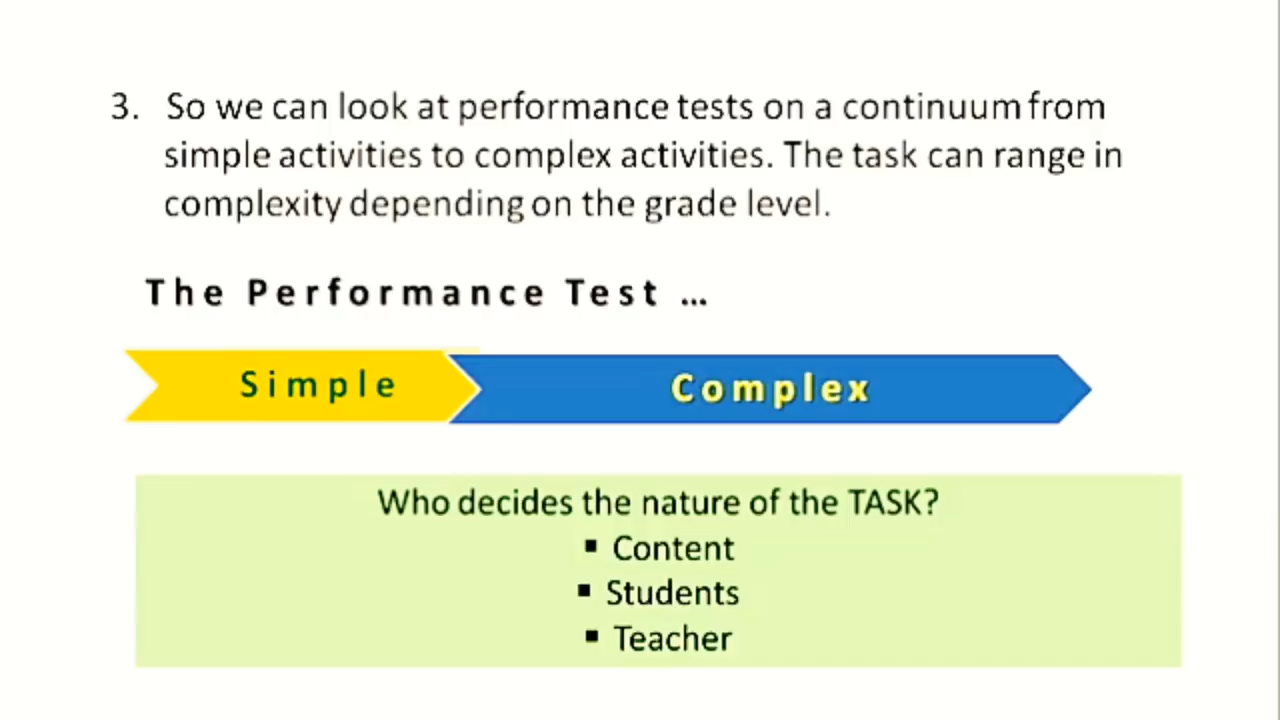 3. So we can look at performance tests on a continuum from
simple activities to complex activities. The task can range in
complexity depending on the grade level.
The Performance Test ...
Simple
Complex
Who decides the nature of the TASK?
▪ Content
▪ Students
▪ Teacher